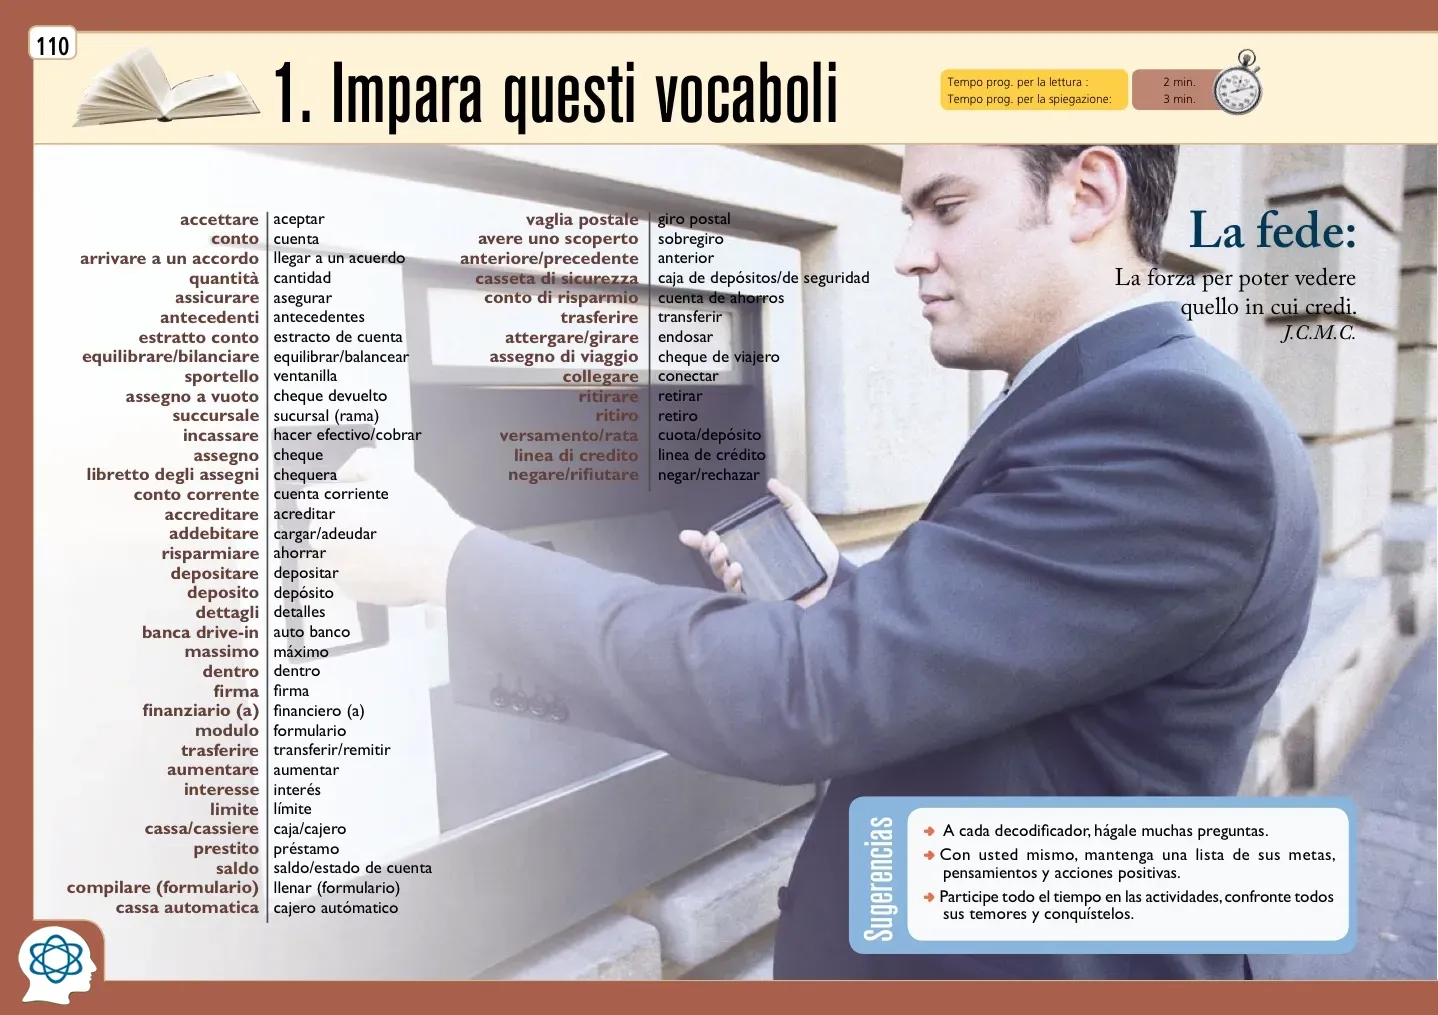 110
1. Impara questi vocaboli
Tempo prog. per la lettura : 2 min.
Tempo prog. per la spiegazione: 3 min.
accettare aceptar
conto cuenta
arrivare a un accordo llegar a un acuerdo
quantità cantidad
assicurare asegurar
antecedenti antecedentes
estratto conto estracto de cuenta
equilibrare/bilanciare equilibrar/balancear
sportello ventanilla
assegno a vuoto cheque devuelto
succursale sucursal (rama)
incassare hacer efectivo/cobrar
assegno cheque
libretto degli assegni chequera
conto corrente cuenta corriente
accreditare acreditar
addebitare cargar/adeudar
risparmiare ahorrar
depositare depositar
deposito depósito
dettagli detalles
banca drive-in auto banco
massimo máximo
dentro dentro
firma firma
finanziario (a) financiero (a)
modulo formulario
trasferire transferir/remitir
aumentare aumentar
interesse interés
limite límite
cassa/cassiere caja/cajero
prestito préstamo
saldo saldo/estado de cuenta
compilare (formulario) llenar (formulario)
cassa automatica cajero autómatico
vaglia postale giro postal
avere uno scoperto sobregiro
anteriore/precedente anterior
casseta di sicurezza caja de depósitos/de seguridad
conto di risparmio cuenta de ahorros
trasferire transferir
attergare/girare endosar
assegno di viaggio cheque de viajero
collegare conectar
ritirare retirar
ritiro retiro
versamento/rata cuota/depósito
linea di credito linea de crédito
negare/rifiutare negar/rechazar
La fede:
La forza per poter vedere
quello in cui credi.
J.C.M.C.
Sugerencias
A cada decodificador, hágale muchas preguntas.
Con usted mismo, mantenga una lista de sus metas,
pensamientos y acciones positivas.
Participe todo el tiempo en las actividades, confronte todos
sus temores y conquístelos.